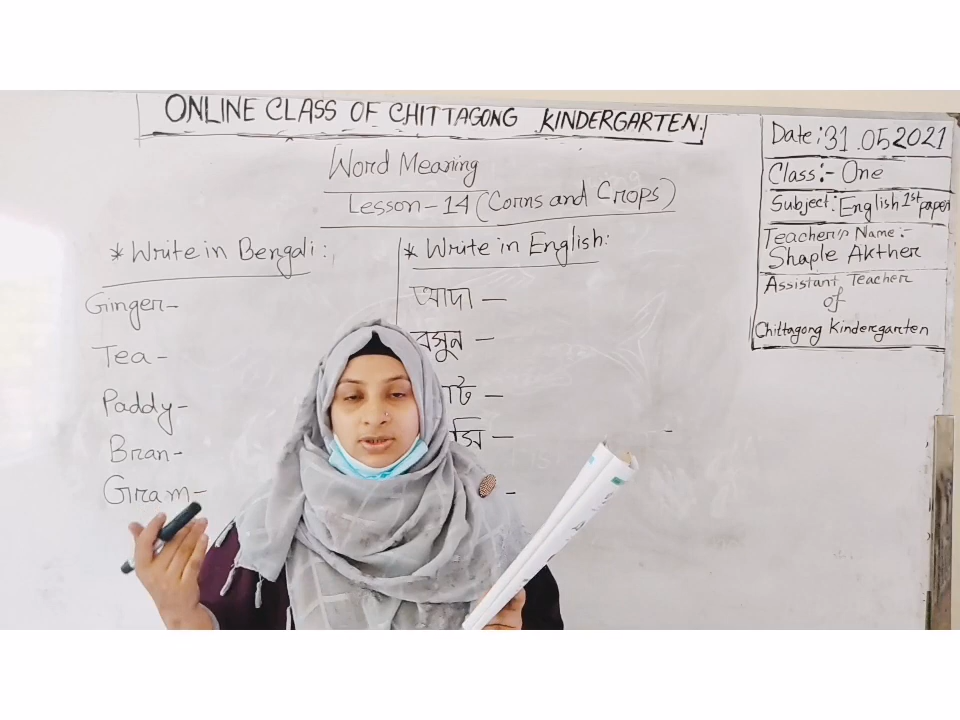 ONLINE CLASS OF CHITTAGONG KINDERGARTEN.
Word Meaning
Lesson-14 (Corns and Crops)
* Write in Bengali:
Ginger-
Tea-
Paddy-
Bran-
Gram-
* Write in English:
আদা -
রসুন -
Date: 31.05.2021
Class:- One
Subject: English 1st paper
Teacher's Name:-
Shaple Akther
Assistant Teacher
of
Chittagong Kindergarten